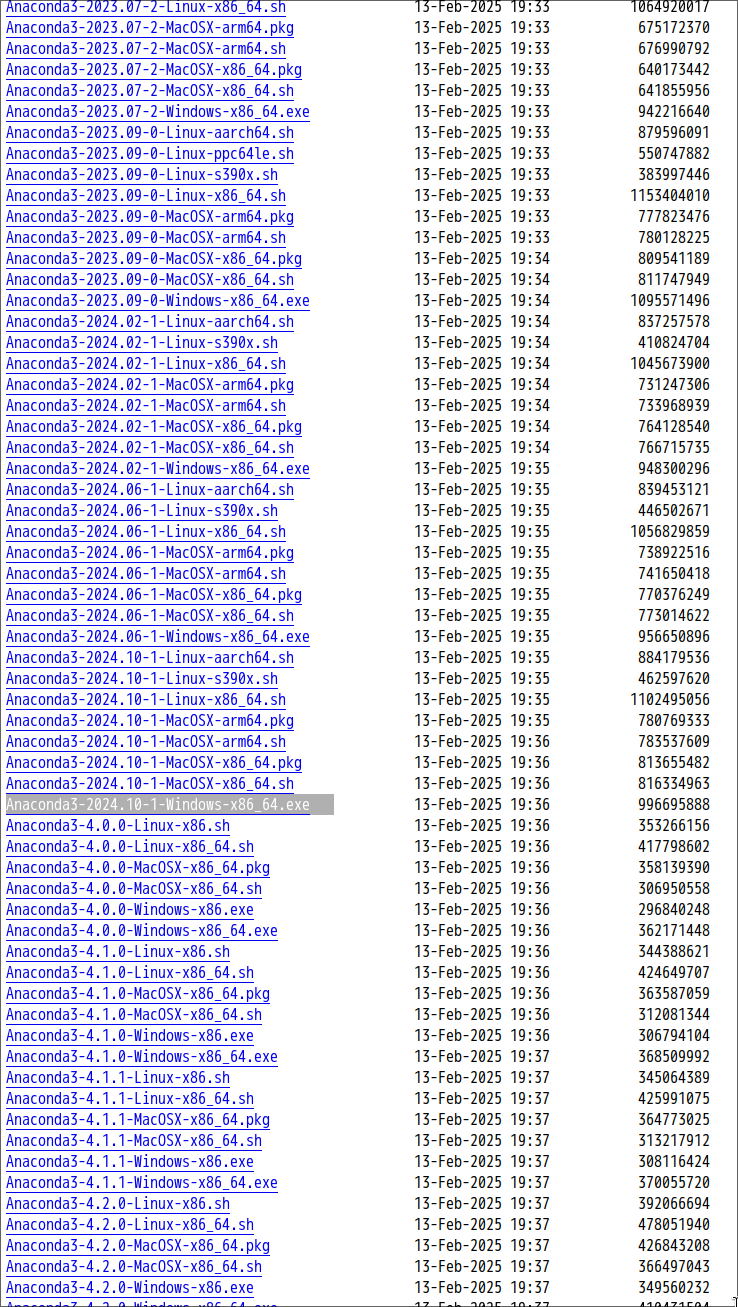 Anaconda3-2023.07-2-Linux-x86_64.sh 13-Feb-2025 19:33 1064920017
Anaconda3-2023.07-2-MacOSX-arm64.pkg 13-Feb-2025 19:33 675172370
Anaconda3-2023.07-2-MacOSX-arm64.sh 13-Feb-2025 19:33 676990792
Anaconda3-2023.07-2-MacOSX-x86_64.pkg 13-Feb-2025 19:33 640173442
Anaconda3-2023.07-2-MacOSX-x86_64.sh 13-Feb-2025 19:33 641855956
Anaconda3-2023.07-2-Windows-x86_64.exe 13-Feb-2025 19:33 942216640
Anaconda3-2023.09-0-Linux-aarch64.sh 13-Feb-2025 19:33 879596091
Anaconda3-2023.09-0-Linux-ppc64le.sh 13-Feb-2025 19:33 550747882
Anaconda3-2023.09-0-Linux-s390x.sh 13-Feb-2025 19:33 383997446
Anaconda3-2023.09-0-Linux-x86_64.sh 13-Feb-2025 19:33 1153404010
Anaconda3-2023.09-0-MacOSX-arm64.pkg 13-Feb-2025 19:33 777823476
Anaconda3-2023.09-0-MacOSX-arm64.sh 13-Feb-2025 19:33 780128225
Anaconda3-2023.09-0-MacOSX-x86_64.pkg 13-Feb-2025 19:34 809541189
Anaconda3-2023.09-0-MacOSX-x86_64.sh 13-Feb-2025 19:34 811747949
Anaconda3-2023.09-0-Windows-x86_64.exe 13-Feb-2025 19:34 1095571496
Anaconda3-2024.02-1-Linux-aarch64.sh 13-Feb-2025 19:34 837257578
Anaconda3-2024.02-1-Linux-s390x.sh 13-Feb-2025 19:34 410824704
Anaconda3-2024.02-1-Linux-x86_64.sh 13-Feb-2025 19:34 1045673900
Anaconda3-2024.02-1-MacOSX-arm64.pkg 13-Feb-2025 19:34 731247306
Anaconda3-2024.02-1-MacOSX-arm64.sh 13-Feb-2025 19:34 733968939
Anaconda3-2024.02-1-MacOSX-x86_64.pkg 13-Feb-2025 19:34 764128540
Anaconda3-2024.02-1-MacOSX-x86_64.sh 13-Feb-2025 19:34 766715735
Anaconda3-2024.02-1-Windows-x86_64.exe 13-Feb-2025 19:35 948300296
Anaconda3-2024.06-1-Linux-aarch64.sh 13-Feb-2025 19:35 839453121
Anaconda3-2024.06-1-Linux-s390x.sh 13-Feb-2025 19:35 446502671
Anaconda3-2024.06-1-Linux-x86_64.sh 13-Feb-2025 19:35 1056829859
Anaconda3-2024.06-1-MacOSX-arm64.pkg 13-Feb-2025 19:35 738922516
Anaconda3-2024.06-1-MacOSX-arm64.sh 13-Feb-2025 19:35 741650418
Anaconda3-2024.06-1-MacOSX-x86_64.pkg 13-Feb-2025 19:35 770376249
Anaconda3-2024.06-1-MacOSX-x86_64.sh 13-Feb-2025 19:35 773014622
Anaconda3-2024.06-1-Windows-x86_64.exe 13-Feb-2025 19:35 956650896
Anaconda3-2024.10-1-Linux-aarch64.sh 13-Feb-2025 19:35 884179536
Anaconda3-2024.10-1-Linux-s390x.sh 13-Feb-2025 19:35 462597620
Anaconda3-2024.10-1-Linux-x86_64.sh 13-Feb-2025 19:35 1102495056
Anaconda3-2024.10-1-MacOSX-arm64.pkg 13-Feb-2025 19:35 780769333
Anaconda3-2024.10-1-MacOSX-arm64.sh 13-Feb-2025 19:36 783537609
Anaconda3-2024.10-1-MacOSX-x86_64.pkg 13-Feb-2025 19:36 813655482
Anaconda3-2024.10-1-MacOSX-x86_64.sh 13-Feb-2025 19:36 816334963
Anaconda3-2024.10-1-Windows-x86_64.exe 13-Feb-2025 19:36 996695888
Anaconda3-4.0.0-Linux-x86.sh 13-Feb-2025 19:36 353266156
Anaconda3-4.0.0-Linux-x86_64.sh 13-Feb-2025 19:36 417798602
Anaconda3-4.0.0-MacOSX-x86_64.pkg 13-Feb-2025 19:36 358139390
Anaconda3-4.0.0-MacOSX-x86_64.sh 13-Feb-2025 19:36 306950558
Anaconda3-4.0.0-Windows-x86.exe 13-Feb-2025 19:36 296840248
Anaconda3-4.0.0-Windows-x86_64.exe 13-Feb-2025 19:36 362171448
Anaconda3-4.1.0-Linux-x86.sh 13-Feb-2025 19:36 344388621
Anaconda3-4.1.0-Linux-x86_64.sh 13-Feb-2025 19:36 424649707
Anaconda3-4.1.0-MacOSX-x86_64.pkg 13-Feb-2025 19:36 363587059
Anaconda3-4.1.0-MacOSX-x86_64.sh 13-Feb-2025 19:36 312081344
Anaconda3-4.1.0-Windows-x86.exe 13-Feb-2025 19:36 306794104
Anaconda3-4.1.0-Windows-x86_64.exe 13-Feb-2025 19:37 368509992
Anaconda3-4.1.1-Linux-x86.sh 13-Feb-2025 19:37 345064389
Anaconda3-4.1.1-Linux-x86_64.sh 13-Feb-2025 19:37 425991075
Anaconda3-4.1.1-MacOSX-x86_64.pkg 13-Feb-2025 19:37 364773025
Anaconda3-4.1.1-MacOSX-x86_64.sh 13-Feb-2025 19:37 313217912
Anaconda3-4.1.1-Windows-x86.exe 13-Feb-2025 19:37 308116424
Anaconda3-4.1.1-Windows-x86_64.exe 13-Feb-2025 19:37 370055720
Anaconda3-4.2.0-Linux-x86.sh 13-Feb-2025 19:37 392066694
Anaconda3-4.2.0-Linux-x86_64.sh 13-Feb-2025 19:37 478051940
Anaconda3-4.2.0-MacOSX-x86_64.pkg 13-Feb-2025 19:37 426843208
Anaconda3-4.2.0-MacOSX-x86_64.sh 13-Feb-2025 19:37 366497043
Anaconda3-4.2.0-Windows-x86.exe 13-Feb-2025 19:37 349560232